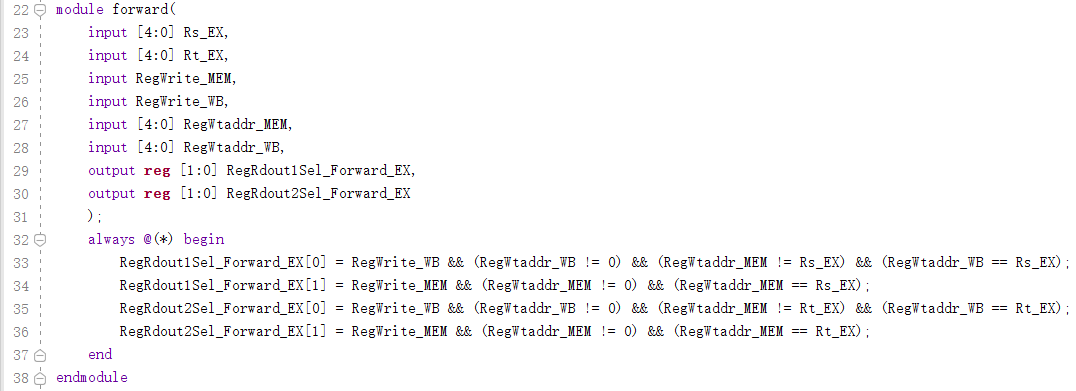 22 module forward(
23     input [4:0] Rs_EX,
24     input [4:0] Rt_EX,
25     input RegWrite_MEM,
26     input RegWrite_WB,
27     input [4:0] RegWtaddr_MEM,
28     input [4:0] RegWtaddr_WB,
29     output reg [1:0] RegRdout1Sel_Forward_EX,
30     output reg [1:0] RegRdout2Sel_Forward_EX
31     );
32     always @(*) begin
33         RegRdout1Sel_Forward_EX[0] = RegWrite_WB && (RegWtaddr_WB != 0) && (RegWtaddr_MEM != Rs_EX) && (RegWtaddr_WB == Rs_EX);
34         RegRdout1Sel_Forward_EX[1] = RegWrite_MEM && (RegWtaddr_MEM != 0) && (RegWtaddr_MEM == Rs_EX);
35         RegRdout2Sel_Forward_EX[0] = RegWrite_WB && (RegWtaddr_WB != 0) && (RegWtaddr_MEM != Rt_EX) && (RegWtaddr_WB == Rt_EX);
36         RegRdout2Sel_Forward_EX[1] = RegWrite_MEM && (RegWtaddr_MEM != 0) && (RegWtaddr_MEM == Rt_EX);
37     end
38 endmodule